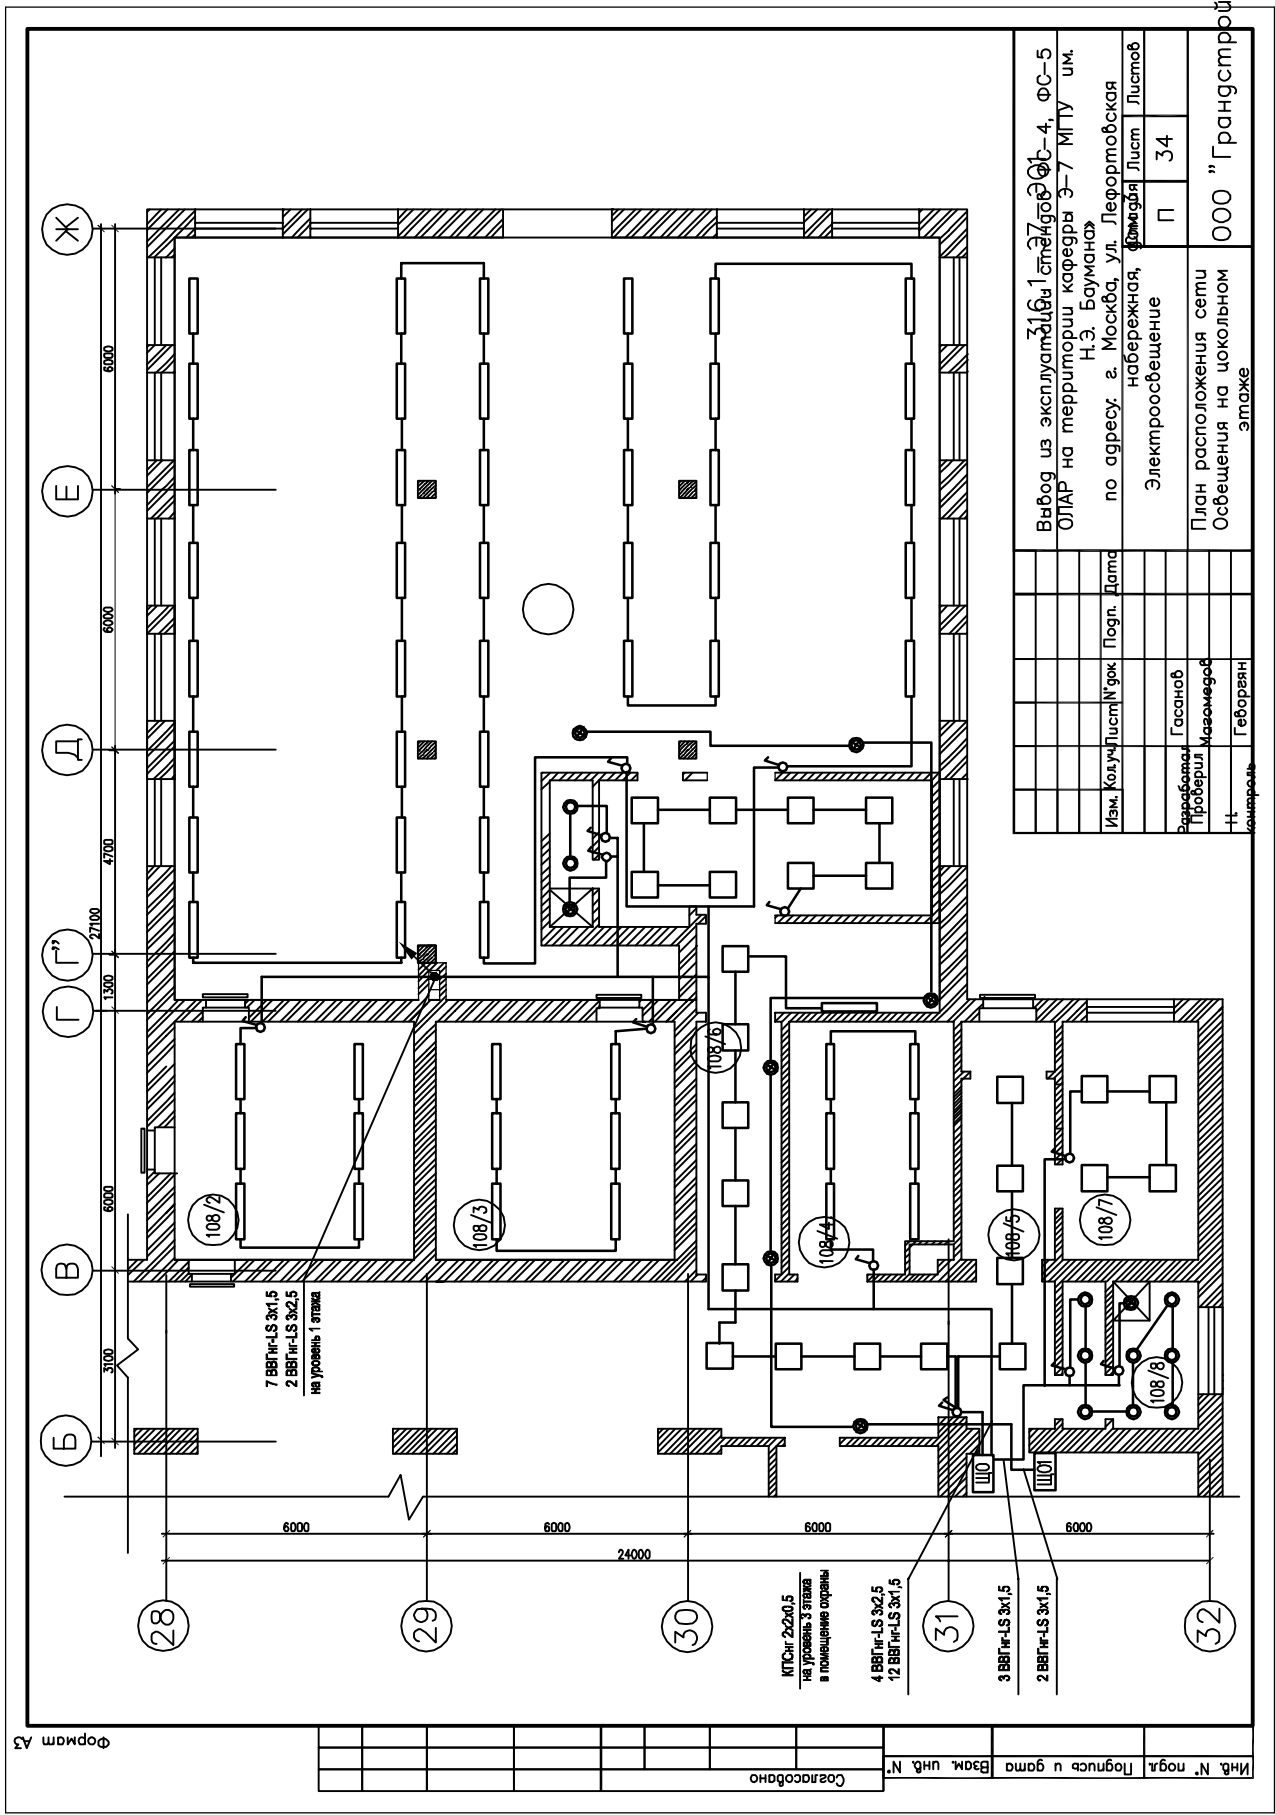 Ж
Е
Д
Г”
Г
В
Б
6000
6000
4700
1300
6000
3100
27100
28
29
30
31
32
6000
6000
6000
6000
24000
108/2
108/3
108/4
108/5
108/6
108/7
108/8
ЩО
ЩО1
7 ВВГнг-LS 3х1,5
2 ВВГнг-LS 3х2,5
на уровень 1 этажа
КПСнг 2х2х0,5
на уровень 3 этажа
в помещение охраны
4 ВВГнг-LS 3х2,5
12 ВВГнг-LS 3х1,5
3 ВВГнг-LS 3х1,5
2 ВВГнг-LS 3х1,5
316.1-Э7-ЭО1
Вывод из эксплуатации стендов ФС-4, ФС-5
ОЛАР на территории кафедры Э-7 МГТУ им.
Н.Э. Баумана»
по адресу: г. Москва, ул. Лефортовская
набережная,
Электроосвещение
Стадия
Лист
Листов
П
34
План расположения сети
Освещения на цокольном
этаже
ООО "Грандстрой
Изм.
Кол.уч
Лист
N°док
Подп.
Дата
Разработал
Гасанов
Проверил
Магомедов
Н.
контроль
Геворгян
Согласовано
Взам. инв. N°
Подпись и дата
Инв. N° подл.
Формат А3